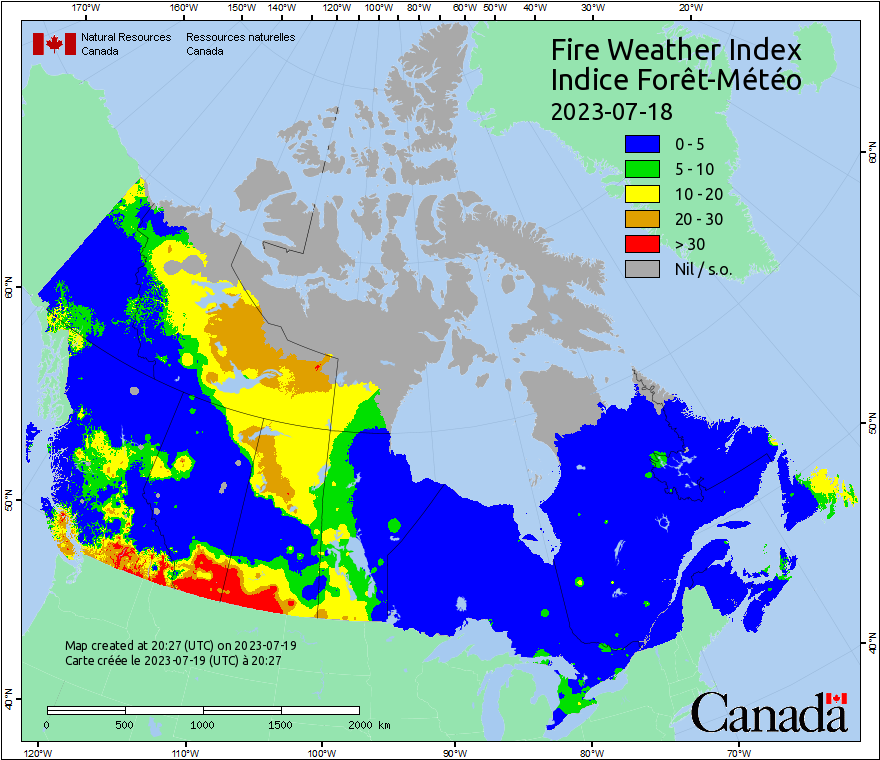 170°W 160°W 150°W 140°W 120°W 100°W 80°W 60°W 50°W 40°W 30°W 20°W
Natural Resources Ressources naturelles
Canada Canada
Fire Weather Index
Indice Forêt-Météo
2023-07-18
0 - 5
5 - 10
10 - 20
20 - 30
> 30
Nil / s.o.
60°N
60°N
50°N
50°N
40°N
40°N
Map created at 20:27 (UTC) on 2023-07-19
Carte créée le 2023-07-19 (UTC) à 20:27
0 500 1000 1500 2000 km
Canada
120°W 110°W 100°W 90°W 80°W 70°W